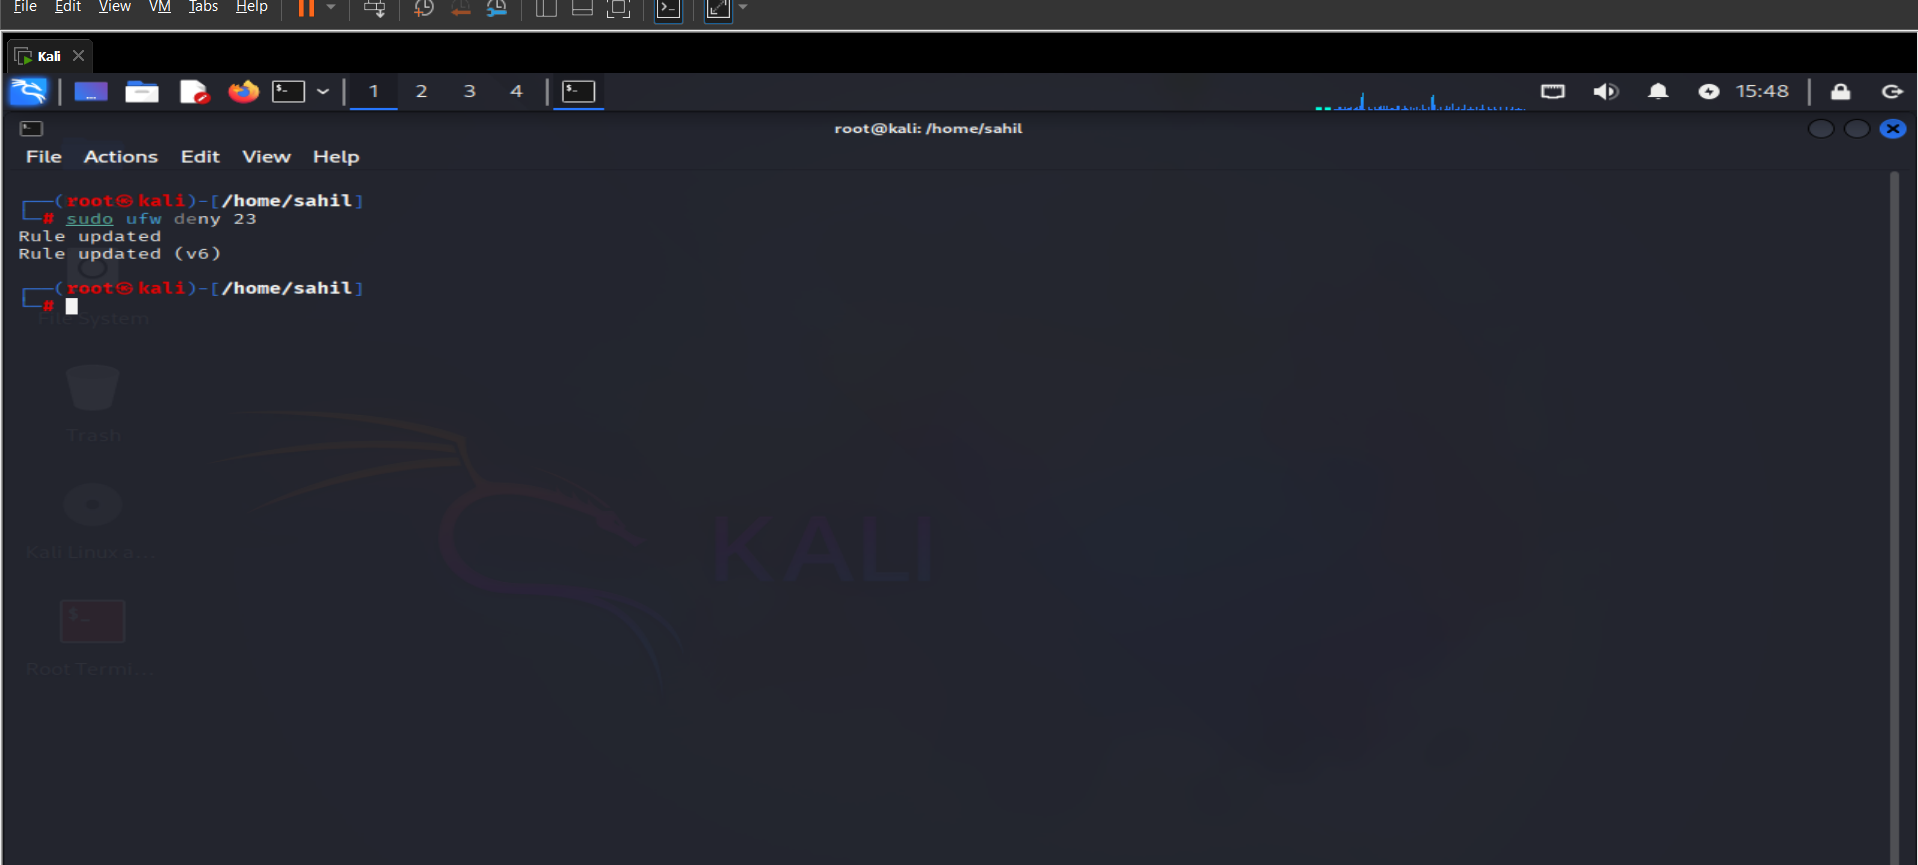 File Edit View VM Tabs Help
Kali
1 2 3 4 15:48
root@kali: /home/sahil
File Actions Edit View Help
┌──(root㉿kali)-[/home/sahil]
└─# sudo ufw deny 23
Rule updated
Rule updated (v6)
┌──(root㉿kali)-[/home/sahil]
└─#
File System
Trash
KALI
Kali Linux a...
$_
Root Termi...